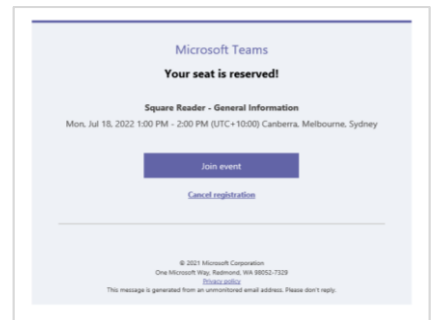 Microsoft Teams
Your seat is reserved!
Square Reader - General Information
Mon, Jul 18, 2022 1:00 PM - 2:00 PM (UTC+10:00) Canberra, Melbourne, Sydney
Join event
Cancel registration
© 2021 Microsoft Corporation
One Microsoft Way, Redmond, WA 98052-7329
Privacy policy
This message is generated from an unmonitored email address. Please don't reply.